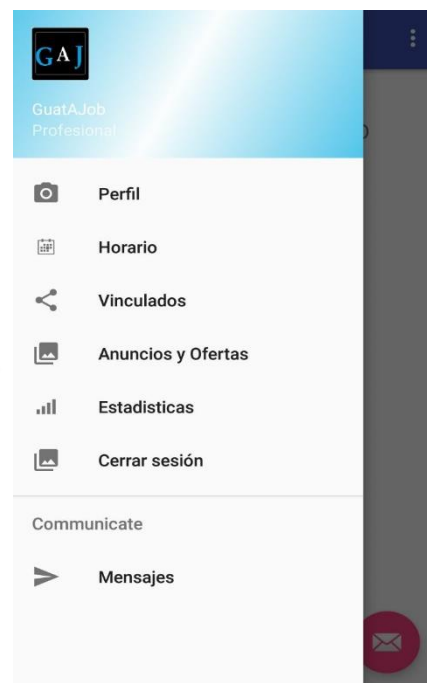 GAJ
GuatAJob
Profesional
Perfil
Horario
Vinculados
Anuncios y Ofertas
Estadisticas
Cerrar sesión
Communicate
Mensajes